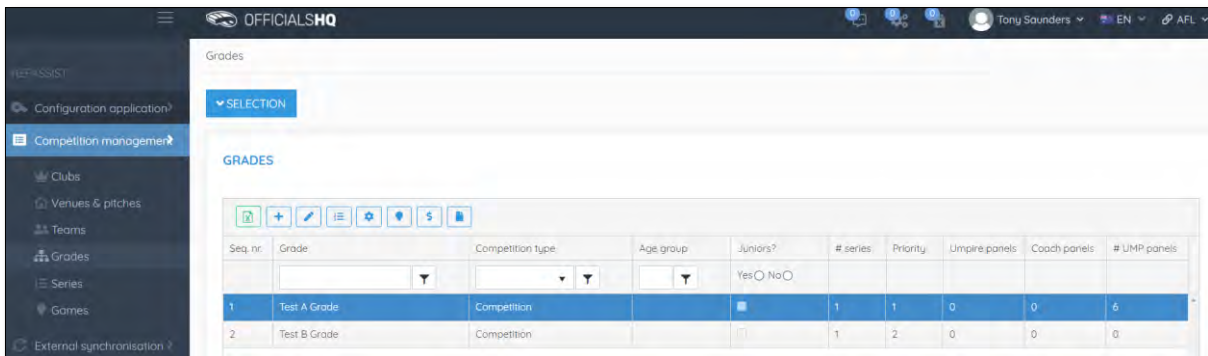 OFFICIALSHQ
0 0 0 Tony Saunders EN AFL
Grades
REFASSIST
SELECTION
Configuration application
Competition management
GRADES
Clubs
Venues & pitches
Teams
Grades
Series
Games
External synchronisation
Seq. nr. Grade Competition type Age group Juniors? # series Priority Umpire panels Coach panels # UMP panels
Yes No
1 Test A Grade Competition 1 1 0 0 6
2 Test B Grade Competition 1 2 0 0 0